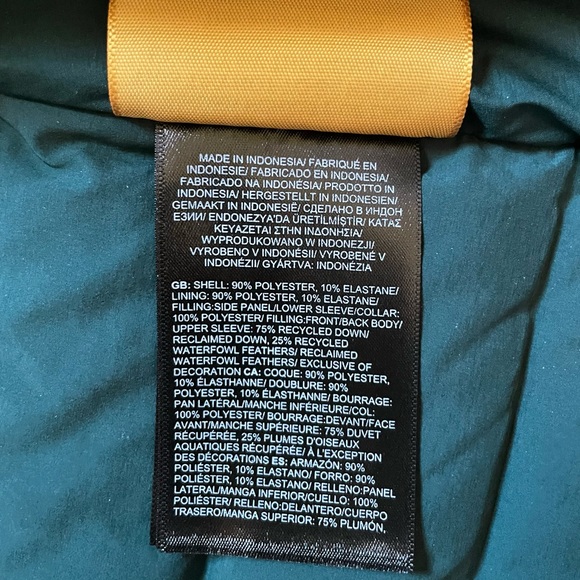 MADE IN INDONESIA/ FABRIQUÉ EN
INDONESIE/ FABRICADO EN INDONESIA/
FABRICADO NA INDONÉSIA/ PRODOTTO IN
INDONESIA/ HERGESTELLT IN INDONESIEN/
GEMAAKT IN INDONESIË/ СДЕЛАНО В ИНДОН
ЕЗИИ/ ENDONEZYA'DA ÜRETİLMİŞTİR/ ΚΑΤΑΣ
ΚΕΥΑΖΕΤΑΙ ΣΤΗΝ ΙΝΔΟΝΗΣΙΑ/
WYPRODUKOWANO W INDONEZJI/
VYROBENO V INDONÉSII/ VYROBENÉ V
INDONÉZII/ GYÁRTVA: INDONÉZIA
GB: SHELL: 90% POLYESTER, 10% ELASTANE/
LINING: 90% POLYESTER, 10% ELASTANE/
FILLING:SIDE PANEL/LOWER SLEEVE/COLLAR:
100% POLYESTER/ FILLING:FRONT/BACK BODY/
UPPER SLEEVE: 75% RECYCLED DOWN/
RECLAIMED DOWN, 25% RECYCLED
WATERFOWL FEATHERS/ RECLAIMED
WATERFOWL FEATHERS/ EXCLUSIVE OF
DECORATION CA: COQUE: 90% POLYESTER,
10% ÉLASTHANNE/ DOUBLURE: 90%
POLYESTER, 10% ÉLASTHANNE/ BOURRAGE:
PAN LATÉRAL/MANCHE INFÉRIEURE/COL:
100% POLYESTER/ BOURRAGE:DEVANT/FACE
AVANT/MANCHE SUPÉRIEURE: 75% DUVET
RÉCUPÉRÉE, 25% PLUMES D'OISEAUX
AQUATIQUES RÉCUPÉRÉE/ À L'EXCEPTION
DES DÉCORATIONS ES: ARMAZÓN: 90%
POLIÉSTER, 10% ELASTANO/ FORRO: 90%
POLIÉSTER, 10% ELASTANO/ RELLENO:PANEL
LATERAL/MANGA INFERIOR/CUELLO: 100%
POLIÉSTER/ RELLENO:DELANTERO/CUERPO
TRASERO/MANGA SUPERIOR: 75% PLUMÓN,